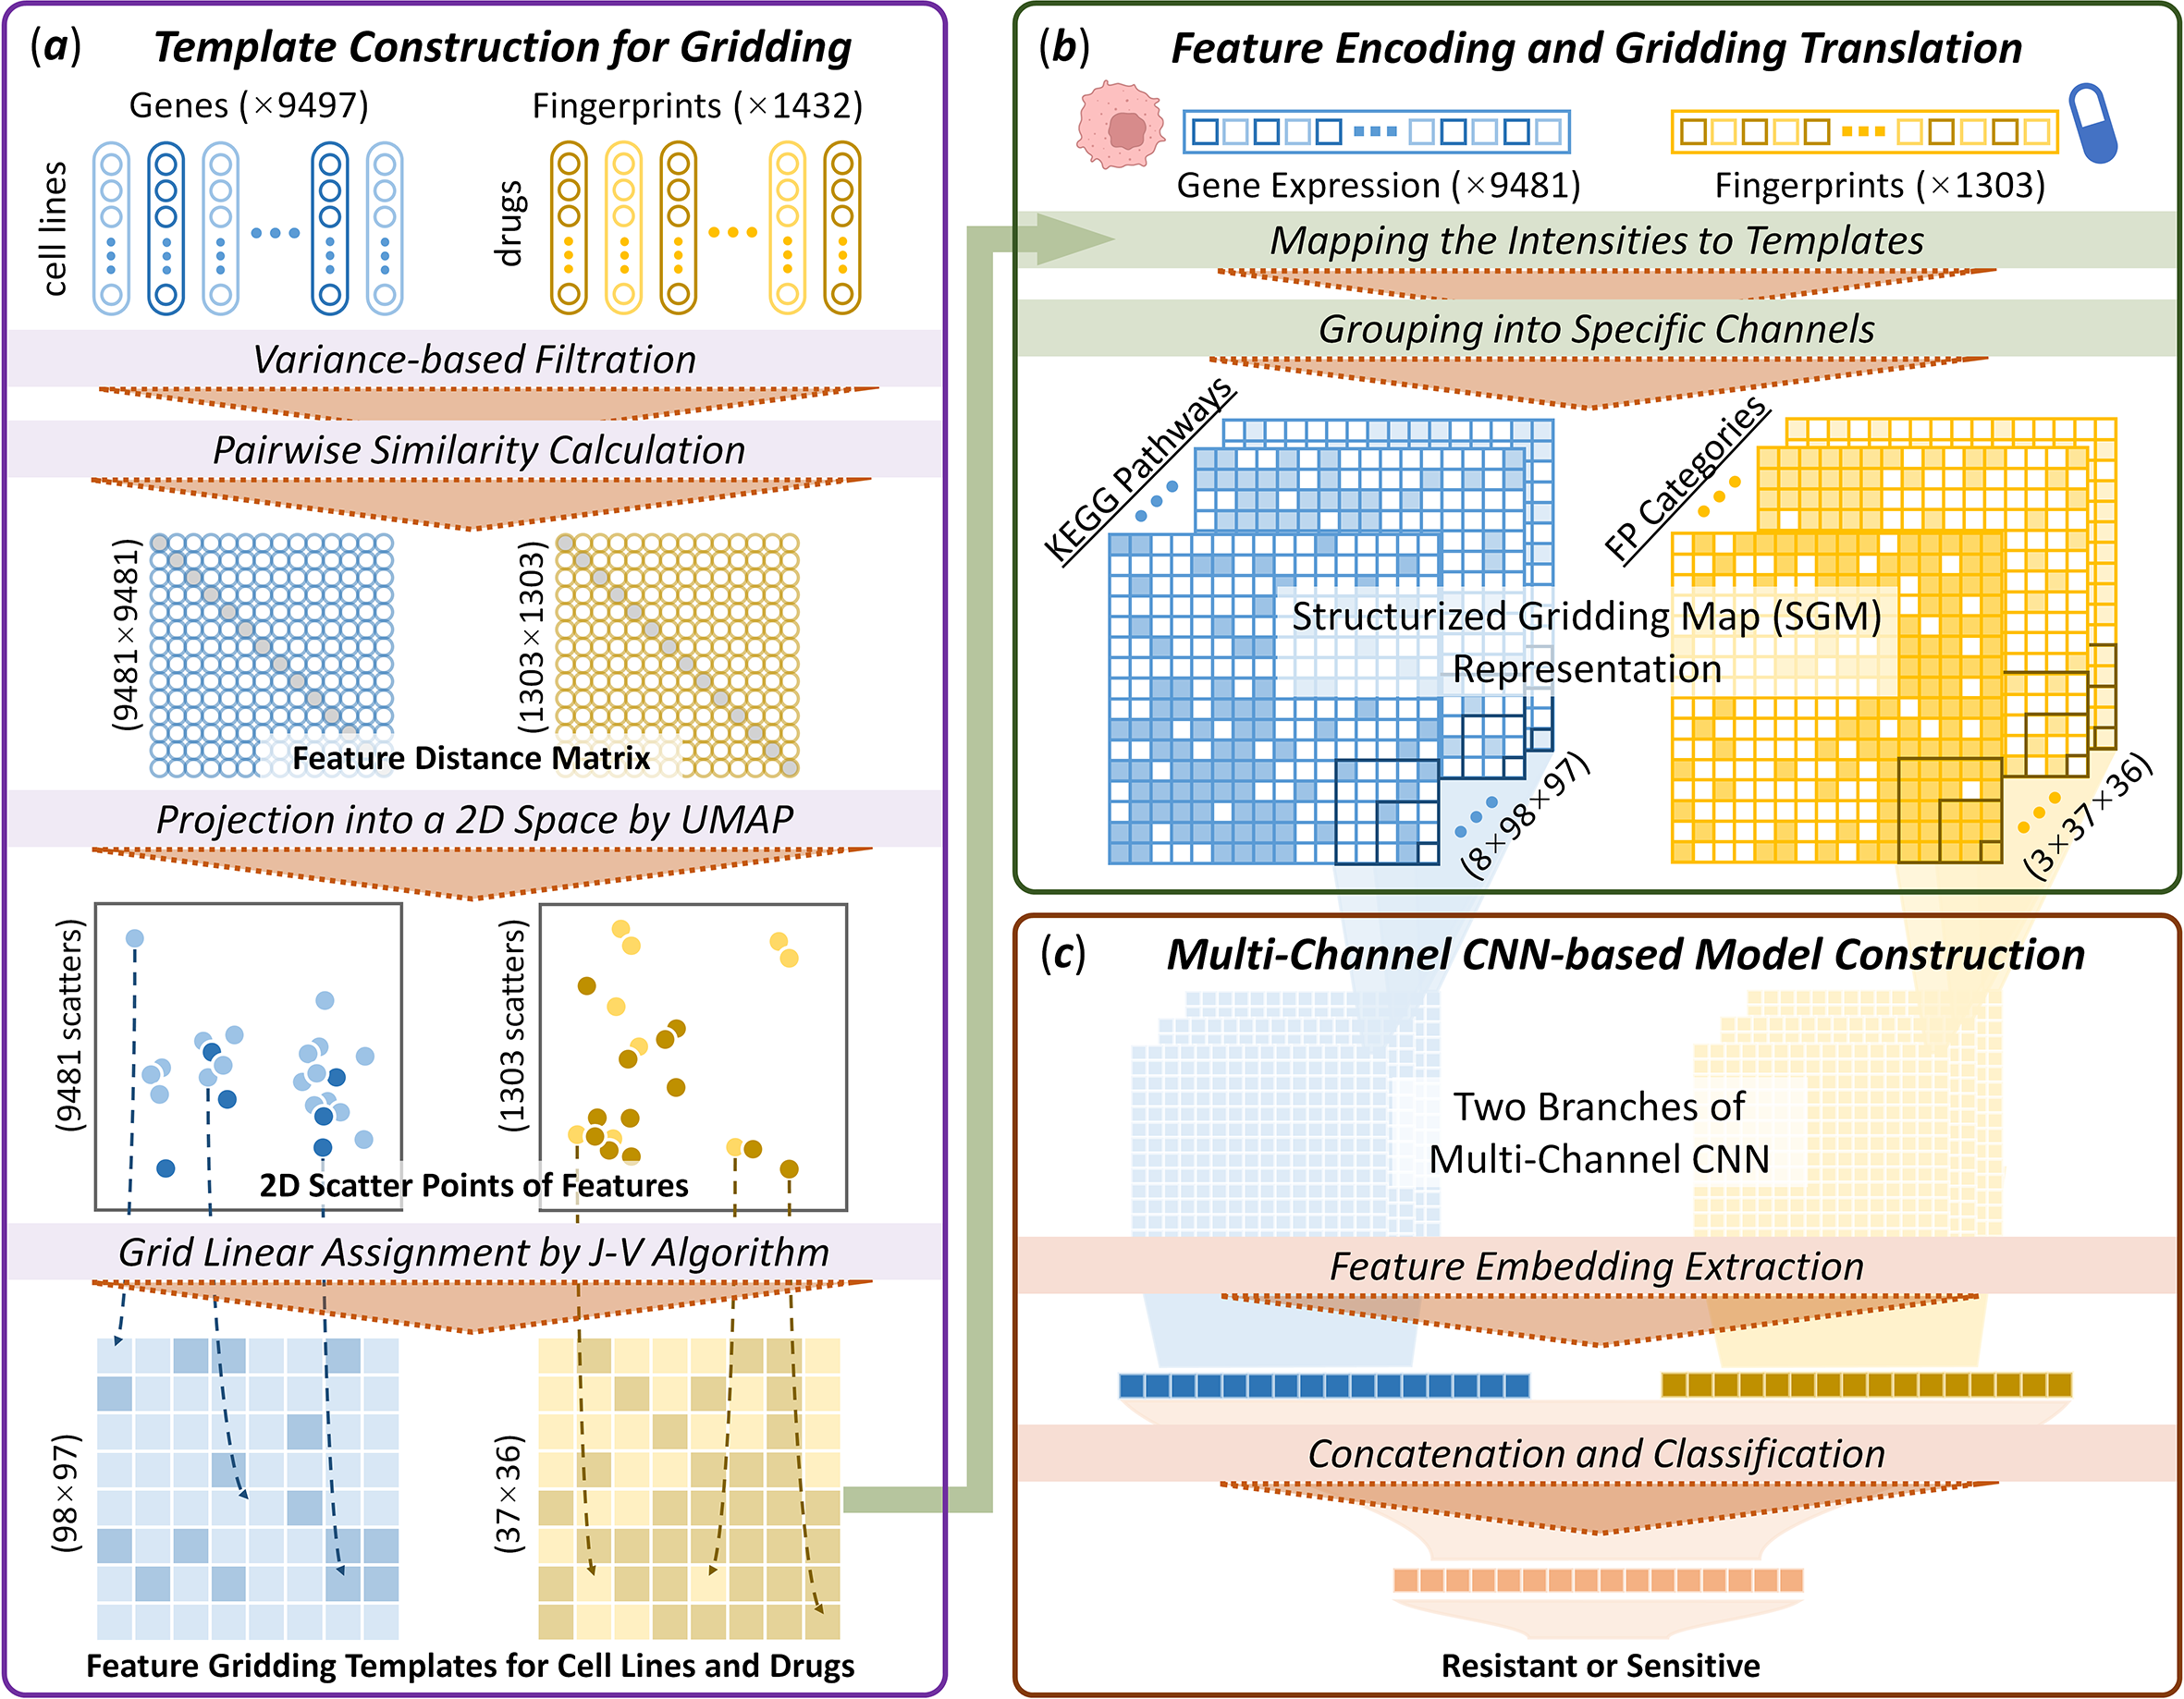 (a) Template Construction for Gridding
Genes (×9497)
Fingerprints (×1432)
cell lines
drugs
Variance-based Filtration
Pairwise Similarity Calculation
(9481×9481)
(1303×1303)
Feature Distance Matrix
Projection into a 2D Space by UMAP
(9481 scatters)
(1303 scatters)
2D Scatter Points of Features
Grid Linear Assignment by J-V Algorithm
(98×97)
(37×36)
Feature Gridding Templates for Cell Lines and Drugs
(b) Feature Encoding and Gridding Translation
Gene Expression (×9481)
Fingerprints (×1303)
Mapping the Intensities to Templates
Grouping into Specific Channels
KEGG Pathways
FP Categories
Structurized Gridding Map (SGM)
Representation
(8×98×97)
(3×37×36)
(c) Multi-Channel CNN-based Model Construction
Two Branches of
Multi-Channel CNN
Feature Embedding Extraction
Concatenation and Classification
Resistant or Sensitive